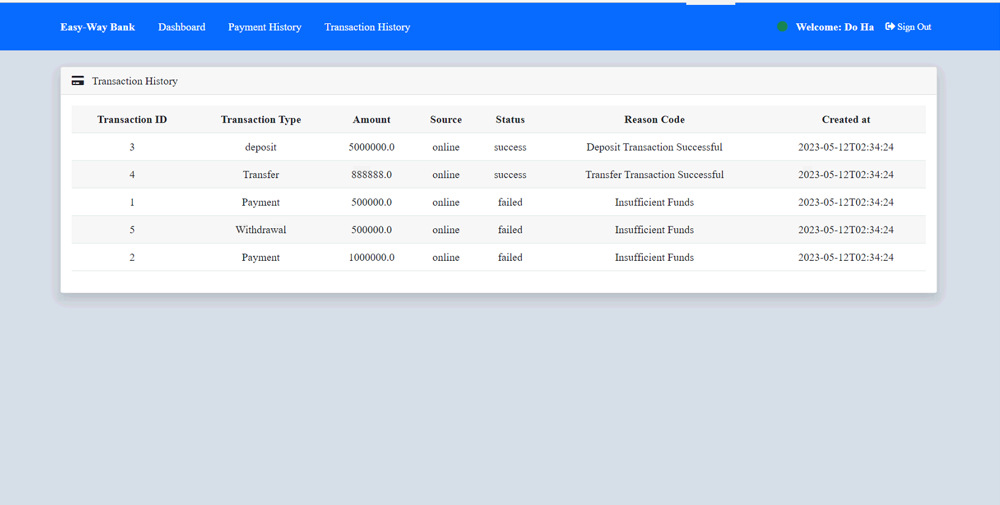 Easy-Way Bank Dashboard Payment History Transaction History Welcome: Do Ha Sign Out
Transaction History
Transaction ID Transaction Type Amount Source Status Reason Code Created at
3 deposit 5000000.0 online success Deposit Transaction Successful 2023-05-12T02:34:24
4 Transfer 888888.0 online success Transfer Transaction Successful 2023-05-12T02:34:24
1 Payment 500000.0 online failed Insufficient Funds 2023-05-12T02:34:24
5 Withdrawal 500000.0 online failed Insufficient Funds 2023-05-12T02:34:24
2 Payment 1000000.0 online failed Insufficient Funds 2023-05-12T02:34:24